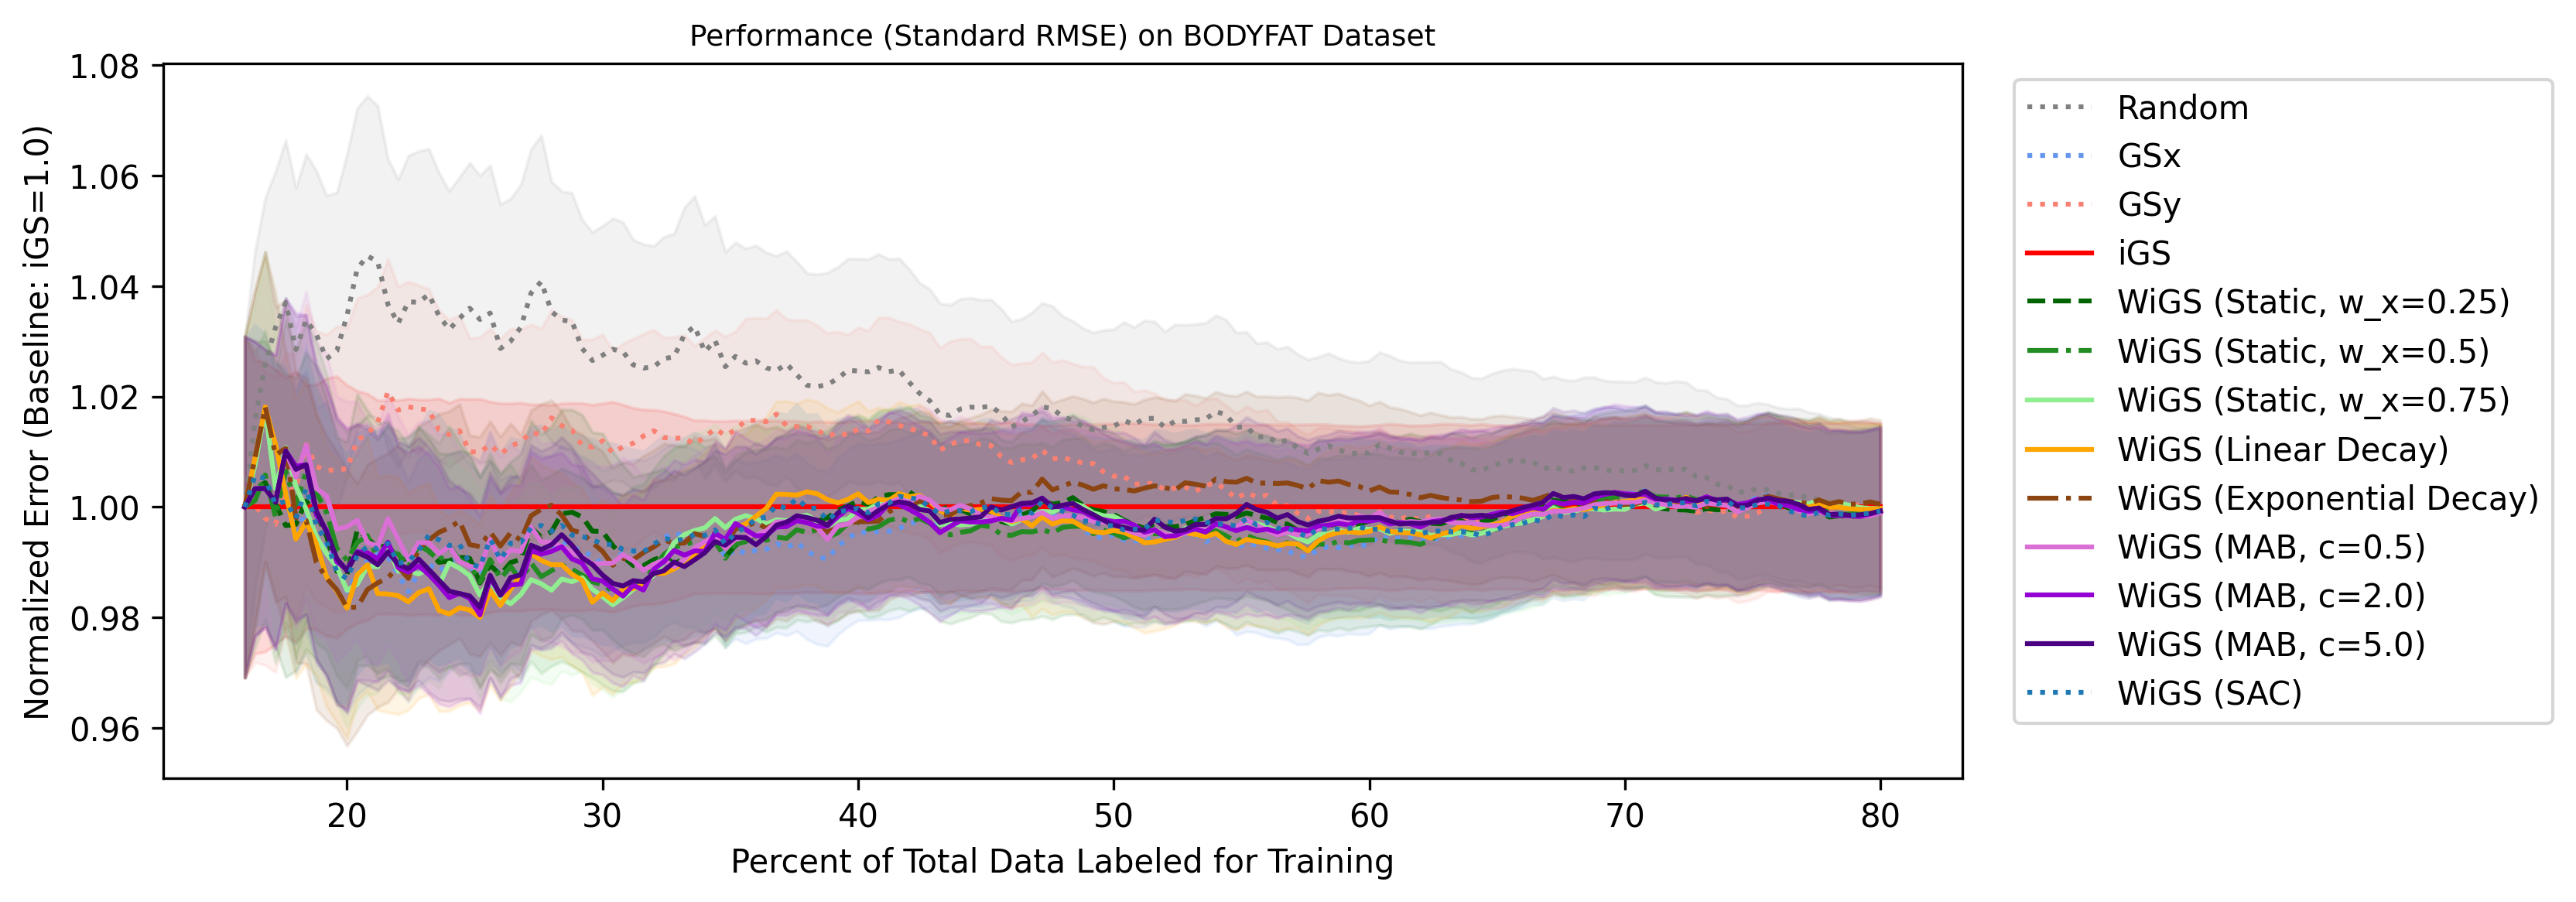 Performance (Standard RMSE) on BODYFAT Dataset
Normalized Error (Baseline: iGS=1.0)
1.08
1.06
1.04
1.02
1.00
0.98
0.96
20 30 40 50 60 70 80
Percent of Total Data Labeled for Training
Random
GSx
GSy
iGS
WiGS (Static, w_x=0.25)
WiGS (Static, w_x=0.5)
WiGS (Static, w_x=0.75)
WiGS (Linear Decay)
WiGS (Exponential Decay)
WiGS (MAB, c=0.5)
WiGS (MAB, c=2.0)
WiGS (MAB, c=5.0)
WiGS (SAC)